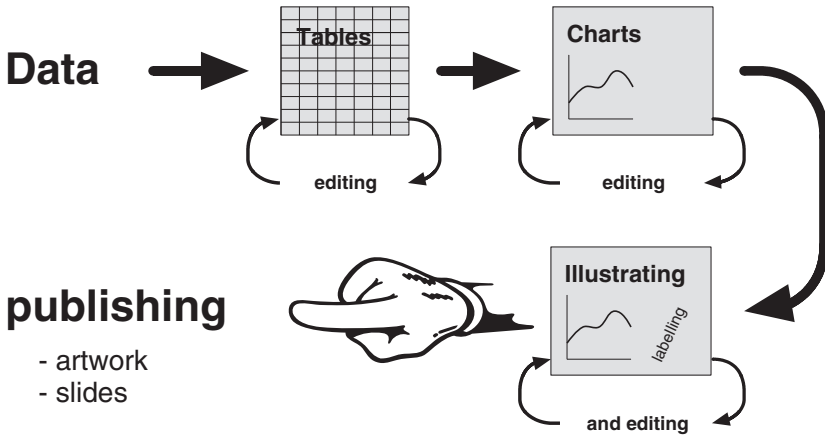 Data
Tables
Charts
editing
editing
publishing
- artwork
- slides
Illustrating
labelling
and editing